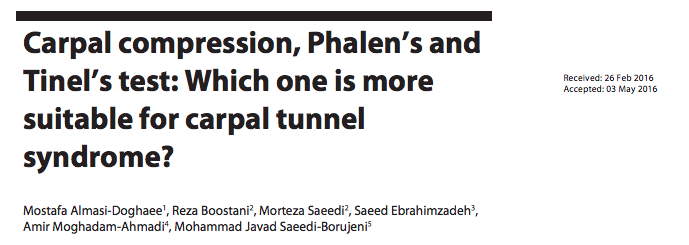 Carpal compression, Phalen’s and
Tinel’s test: Which one is more
suitable for carpal tunnel
syndrome?
Received: 26 Feb 2016
Accepted: 03 May 2016
Mostafa Almasi-Doghaee1, Reza Boostani2, Morteza Saeedi2, Saeed Ebrahimzadeh3,
Amir Moghadam-Ahmadi4, Mohammad Javad Saeedi-Borujeni5